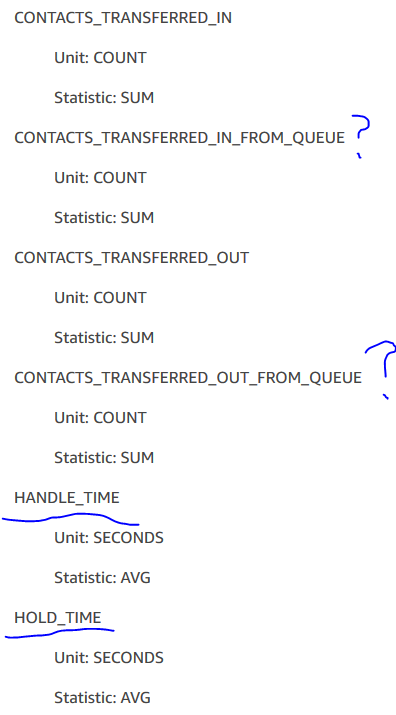 CONTACTS_TRANSFERRED_IN
Unit: COUNT
Statistic: SUM
CONTACTS_TRANSFERRED_IN_FROM_QUEUE ?
Unit: COUNT
Statistic: SUM
CONTACTS_TRANSFERRED_OUT
Unit: COUNT
Statistic: SUM
CONTACTS_TRANSFERRED_OUT_FROM_QUEUE ?
Unit: COUNT
Statistic: SUM
HANDLE_TIME
Unit: SECONDS
Statistic: AVG
HOLD_TIME
Unit: SECONDS
Statistic: AVG